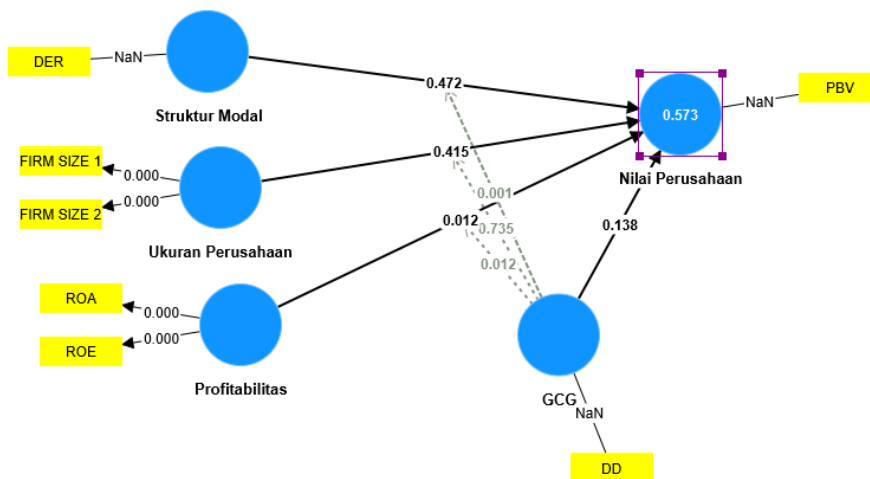 DER
NaN
Struktur Modal
0.472
0.573
NaN
PBV
Nilai Perusahaan
FIRM SIZE 1
0.000
FIRM SIZE 2
0.000
Ukuran Perusahaan
0.415
0.001
0.012
0.735
0.138
0.012
ROA
0.000
ROE
0.000
Profitabilitas
GCG
NaN
DD